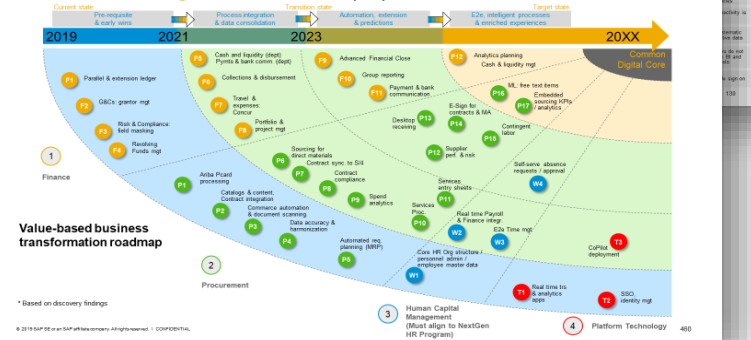 Current state
Transition state
Target state
Pre-requisite
& early wins
Process integration
& data consolidation
Automation, extension
& predictions
E2e, intelligent processes
& enriched experiences
2019
2021
2023
20XX
Common
Digital Core
F1
Parallel & extension ledger
F2
G&Cs: grantor mgt
F3
Risk & Compliance:
field masking
F4
Revolving
Funds mgt
F5
Cash and liquidity (dept)
Pymts & bank comm. (dept)
F6
Collections & disbursement
F7
Travel &
expenses:
Concur
F8
Portfolio &
project mgt
F9
Advanced Financial Close
F10
Group reporting
F11
Payment & bank
communication
F12
Analytics planning
Cash & liquidity mgt
P1
Ariba Pcard
processing
P2
Catalogs & content,
Contract integration
P3
Commerce automation
& document scanning
P4
Data accuracy &
harmonization
P5
Automated req.
planning (MRP)
P6
Sourcing for
direct materials
P7
Contract sync. to S/4
P8
Contract
compliance
P9
Spend
analytics
P10
Services
Proc.
P11
Services
entry sheets
P12
Supplier
perf. & risk
Desktop
receiving
P13
E-Sign for
contracts & MA
P14
P15
Contingent
labor
P16
ML: free text items
P17
Embedded
sourcing KPIs
/ analytics
W1
Core HR Org structure /
personnel admin /
employee master data
W2
Real time Payroll
& Finance integr.
W3
E2e Time mgt
W4
Self-serve absence
requests / approval
T1
Real time trs
& analytics
apps
T2
SSO,
identity mgt
T3
CoPilot
deployment
1
Finance
2
Procurement
3
Human Capital
Management
(Must align to NextGen
HR Program)
4
Platform Technology
Value-based business
transformation roadmap
* Based on discovery findings
© 2019 SAP SE or an SAP affiliate company. All rights reserved. | CONFIDENTIAL
460
130